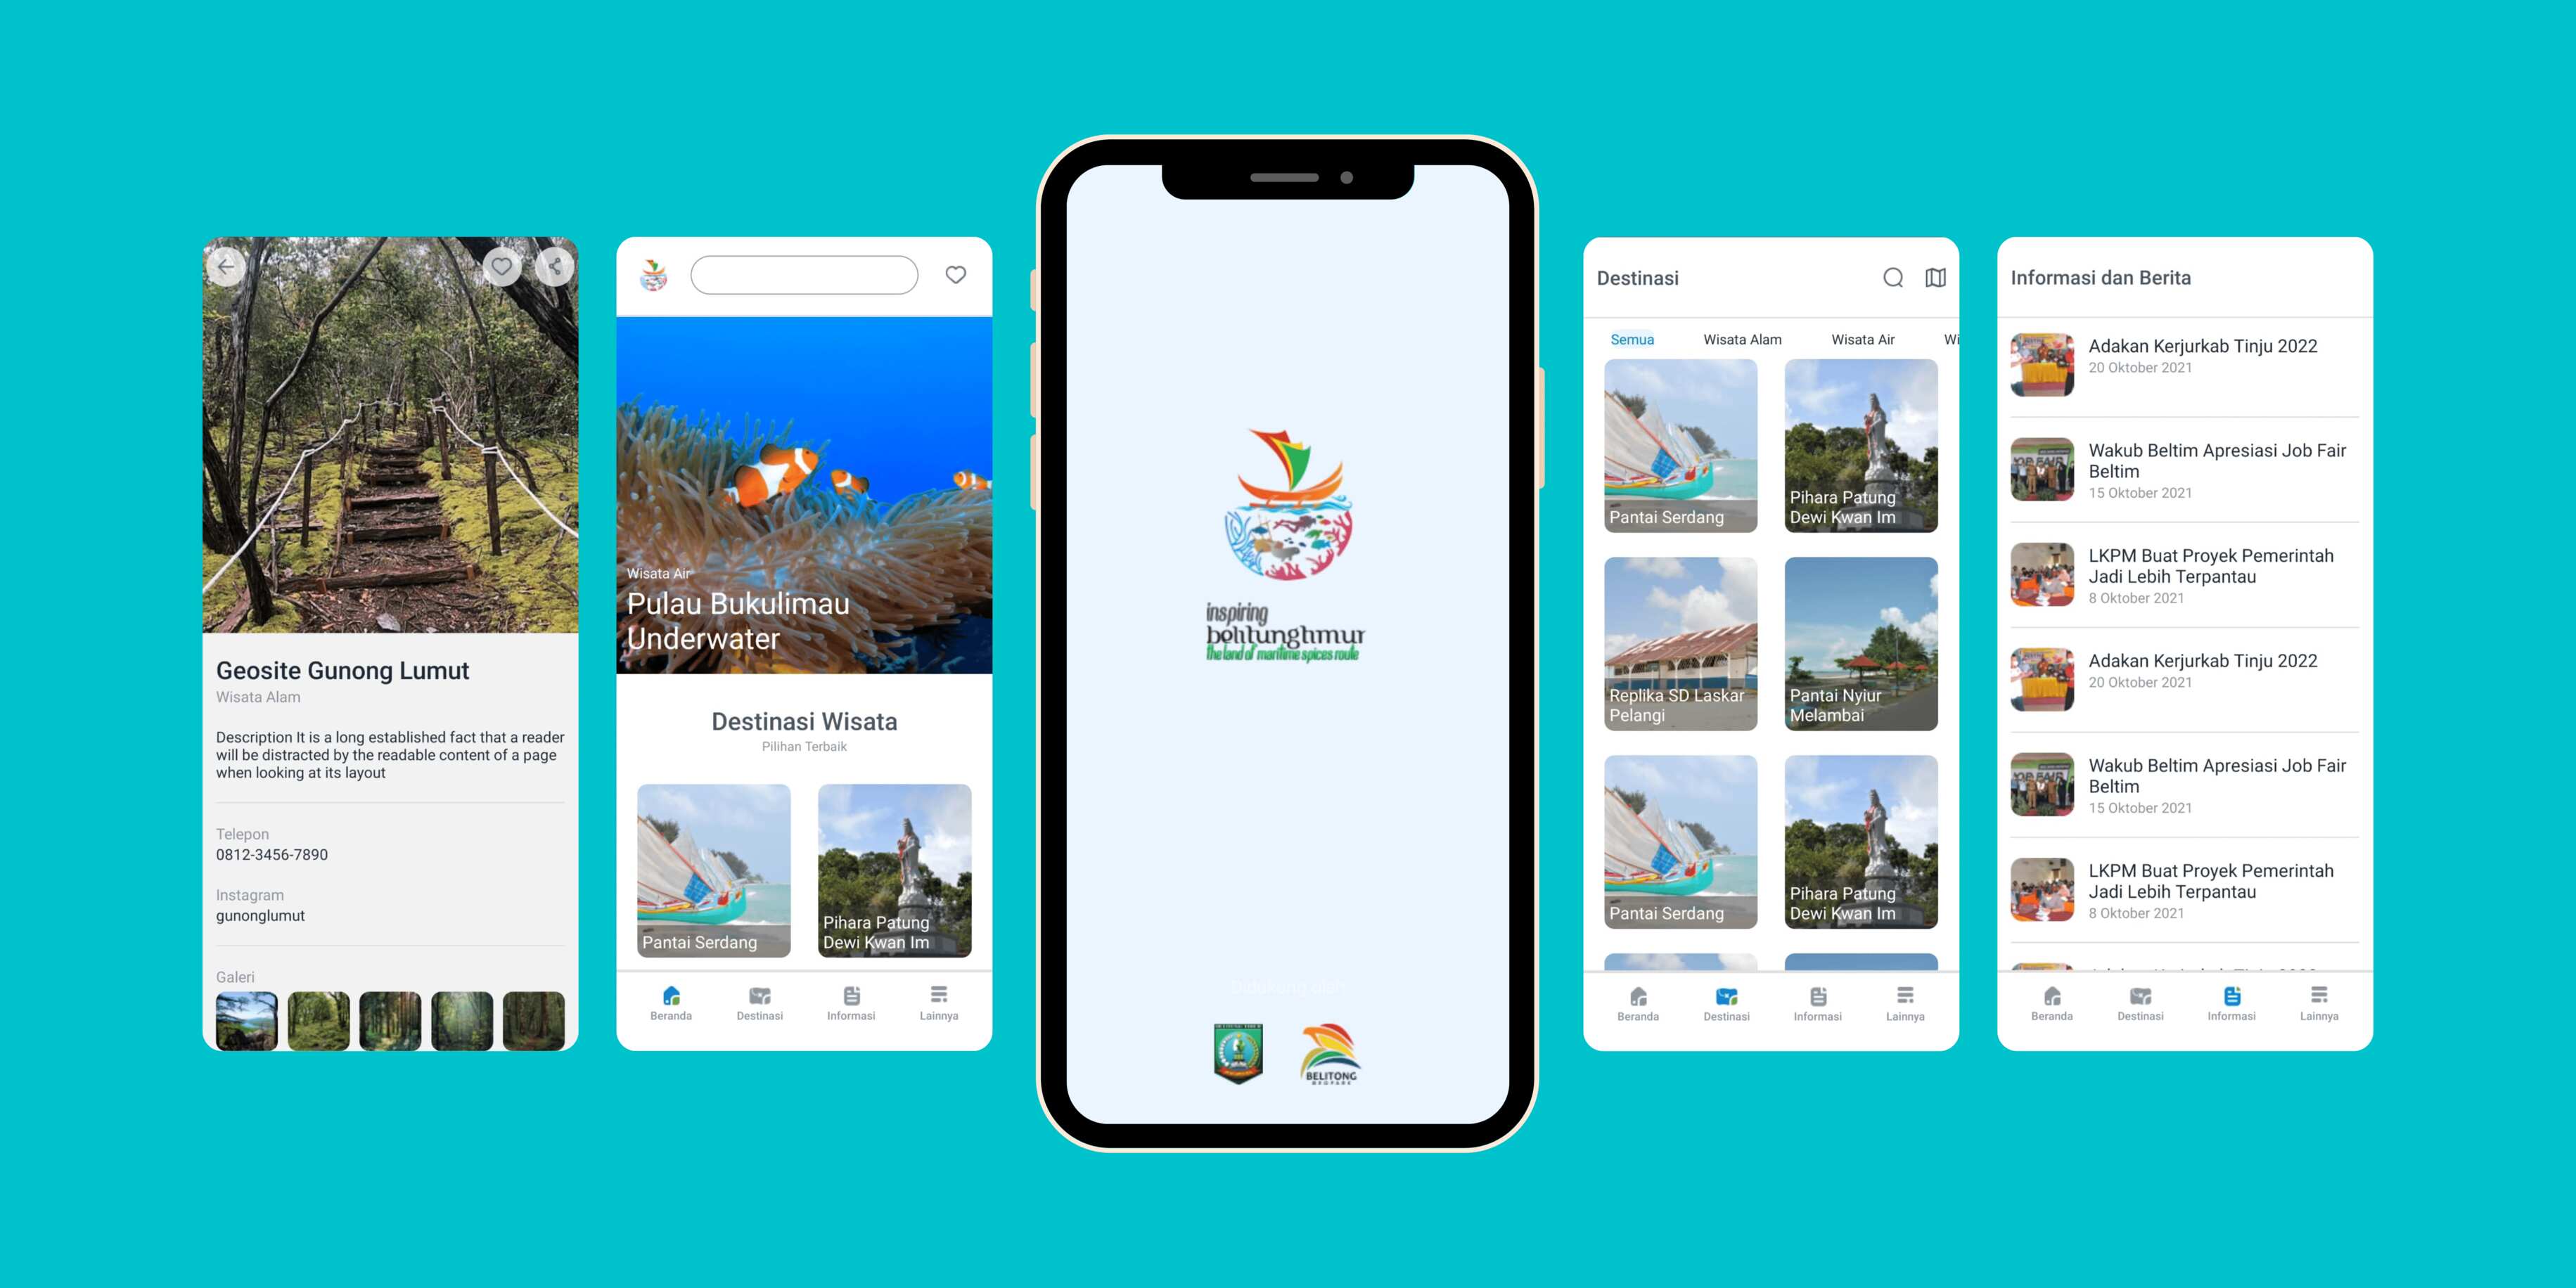 Geosite Gunong Lumut
Wisata Alam
Description It is a long established fact that a reader
will be distracted by the readable content of a page
when looking at its layout
Telepon
0812-3456-7890
Instagram
gunonglumut
Galeri
Wisata Air
Pulau Bukulimau
Underwater
Destinasi Wisata
Pilihan Terbaik
Pantai Serdang
Pihara Patung
Dewi Kwan Im
Beranda
Destinasi
Informasi
Lainnya
inspiring
belitungtimur
the land of maritime spices route
Didukung oleh
BELITONG
GEOPARK
Destinasi
Semua
Wisata Alam
Wisata Air
Wi
Pantai Serdang
Pihara Patung
Dewi Kwan Im
Replika SD Laskar
Pelangi
Pantai Nyiur
Melambai
Pantai Serdang
Pihara Patung
Dewi Kwan Im
Beranda
Destinasi
Informasi
Lainnya
Informasi dan Berita
Adakan Kerjurkab Tinju 2022
20 Oktober 2021
Wakub Beltim Apresiasi Job Fair
Beltim
15 Oktober 2021
LKPM Buat Proyek Pemerintah
Jadi Lebih Terpantau
8 Oktober 2021
Adakan Kerjurkab Tinju 2022
20 Oktober 2021
Wakub Beltim Apresiasi Job Fair
Beltim
15 Oktober 2021
LKPM Buat Proyek Pemerintah
Jadi Lebih Terpantau
8 Oktober 2021
Beranda
Destinasi
Informasi
Lainnya